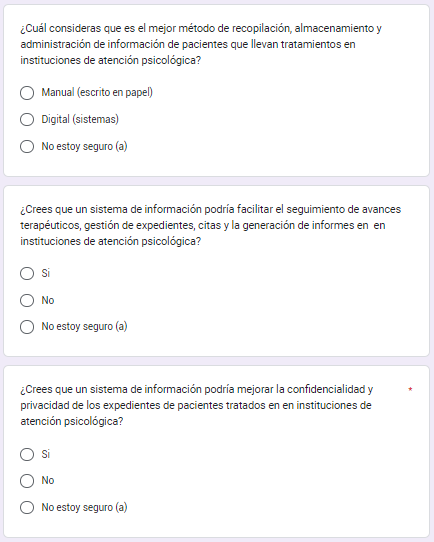 ¿Cuál consideras que es el mejor método de recopilación, almacenamiento y
administración de información de pacientes que llevan tratamientos en
instituciones de atención psicológica?
Manual (escrito en papel)
Digital (sistemas)
No estoy seguro (a)
¿Crees que un sistema de información podría facilitar el seguimiento de avances
terapéuticos, gestión de expedientes, citas y la generación de informes en en
instituciones de atención psicológica?
Si
No
No estoy seguro (a)
¿Crees que un sistema de información podría mejorar la confidencialidad y *
privacidad de los expedientes de pacientes tratados en en instituciones de
atención psicológica?
Si
No
No estoy seguro (a)